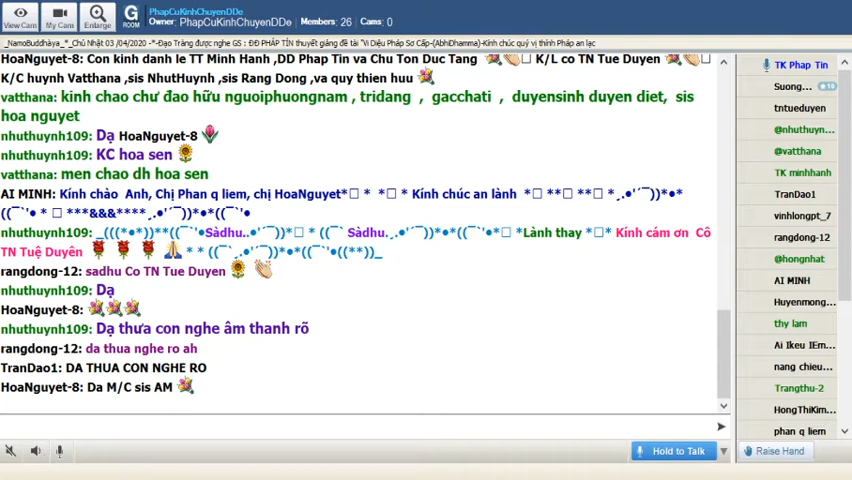 View Cam
My Cam
Enlarge
G
ROOM
PhapCuKinhChuyenDDe
Owner: PhapCuKinhChuyenDDe Members: 26 Cams: 0
_NamoBuddhàya_*_Chủ Nhật 03 /04/2020 -*-Đạo Tràng được nghe GS : ĐĐ PHÁP TÍN thuyết giảng đề tài "Vi Diệu Pháp Sơ Cấp-(AbhiDhamma)-Kính chúc quý vị thính Pháp an lạc
HoaNguyet-8: Con kinh danh le TT Minh Hanh ,DD Phap Tin va Chu Ton Duc Tang K/L co TN Tue Duyen
K/C huynh Vatthana ,sis NhutHuynh ,sis Rang Dong ,va quy thien huu
vatthana: kinh chao chư đao hữu nguoiphuongnam , tridang , gacchati , duyensinh duyen diet, sis
hoa nguyet
nhuthuynh109: Dạ HoaNguyet-8
nhuthuynh109: KC hoa sen
vatthana: men chao dh hoa sen
AI MINH: Kính chào Anh, Chị Phan q liem, chị HoaNguyet*□ * *□ * Kính chúc an lành *□ **□ **□ * ¸.•'´¯))*•*
((¯`'• * □ ***&&&**** ¸.•'´¯))*•*((¯`'•
nhuthuynh109: _(((*•*))**((¯`'•Sàdhu..•'´¯))*□ * ((¯` Sàdhu.¸.•'´¯))*•*((¯`'•□ *Lành thay *□* Kính cám ơn Cô
TN Tuệ Duyên * * ((¯`¸.•'´¯))*•*((¯`'•((**))_
rangdong-12: sadhu Co TN Tue Duyen
nhuthuynh109: Dạ
HoaNguyet-8:
nhuthuynh109: Dạ thưa con nghe âm thanh rõ
rangdong-12: da thua nghe ro ah
TranDao1: DA THUA CON NGHE RO
HoaNguyet-8: Da M/C sis AM
Hold to Talk
TK Phap Tin
Suong...
10
tntueduyen
@nhuthuyn...
@vatthana
TK minhhanh
TranDao1
vinhlongpt_7
rangdong-12
@hongnhat
AI MINH
Huyenmong...
thy lam
Ai Ikeu IEm...
nang chieu...
Trangthu-2
HongThiKim...
phan q liem
Raise Hand